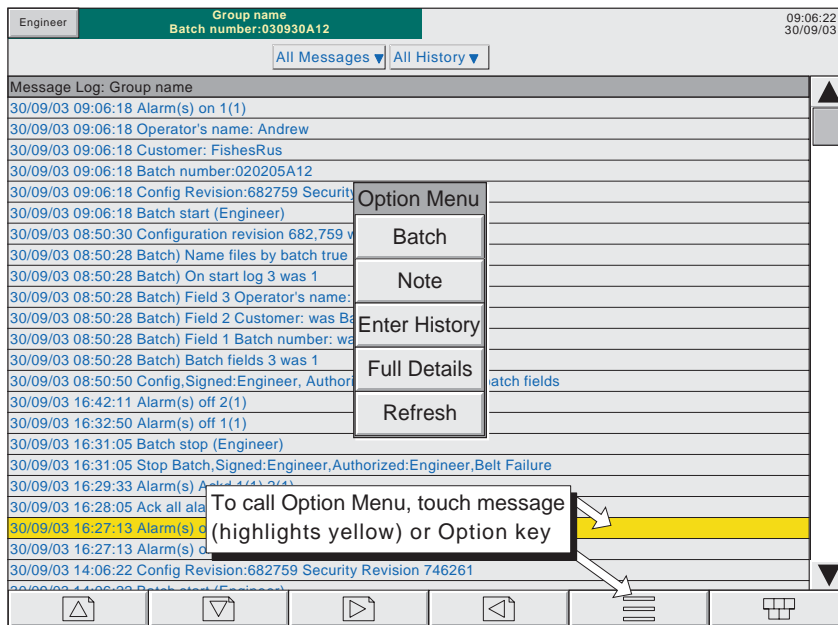 Engineer
Group name
Batch number:030930A12
09:06:22
30/09/03
All Messages
All History
Message Log: Group name
30/09/03 09:06:18 Alarm(s) on 1(1)
30/09/03 09:06:18 Operator's name: Andrew
30/09/03 09:06:18 Customer: FishesRus
30/09/03 09:06:18 Batch number:020205A12
30/09/03 09:06:18 Config Revision:682759 Security
30/09/03 09:06:18 Batch start (Engineer)
30/09/03 08:50:30 Configuration revision 682,759
30/09/03 08:50:28 Batch) Name files by batch true
30/09/03 08:50:28 Batch) On start log 3 was 1
30/09/03 08:50:28 Batch) Field 3 Operator's name:
30/09/03 08:50:28 Batch) Field 2 Customer: was
30/09/03 08:50:28 Batch) Field 1 Batch number:
30/09/03 08:50:28 Batch) Batch fields 3 was 1
30/09/03 08:50:50 Config,Signed:Engineer, atch fields
30/09/03 16:42:11 Alarm(s) off 2(1)
30/09/03 16:32:50 Alarm(s) off 1(1)
30/09/03 16:31:05 Batch stop (Engineer)
30/09/03 16:31:05 Stop Batch,Signed:Engineer,Authorized:Engineer,Belt Failure
30/09/03 16:29:33 Alarm(s) Ackd 1(1) 2(1)
30/09/03 16:28:05 Ack all
30/09/03 16:27:13 Alarm(s)
30/09/03 16:27:13 Alarm(s)
30/09/03 14:06:22 Config Revision:682759 Security Revision 746261
30/09/03 14:06:22 Batch start (Engineer)
Option Menu
Batch
Note
Enter History
Full Details
Refresh
To call Option Menu, touch message
(highlights yellow) or Option key